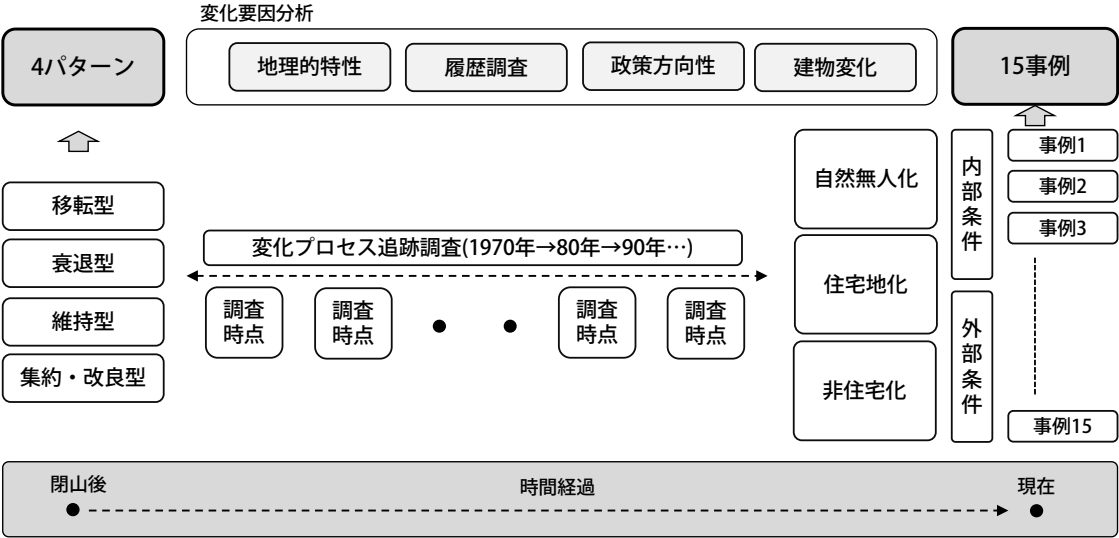 変化要因分析
4パターン
地理的特性
履歴調査
政策方向性
建物変化
15事例
移転型
衰退型
維持型
集約・改良型
変化プロセス追跡調査(1970年→80年→90年…)
調査
時点
調査
時点
調査
時点
調査
時点
自然無人化
住宅地化
非住宅化
内部条件
外部条件
事例1
事例2
事例3
事例15
閉山後
時間経過
現在